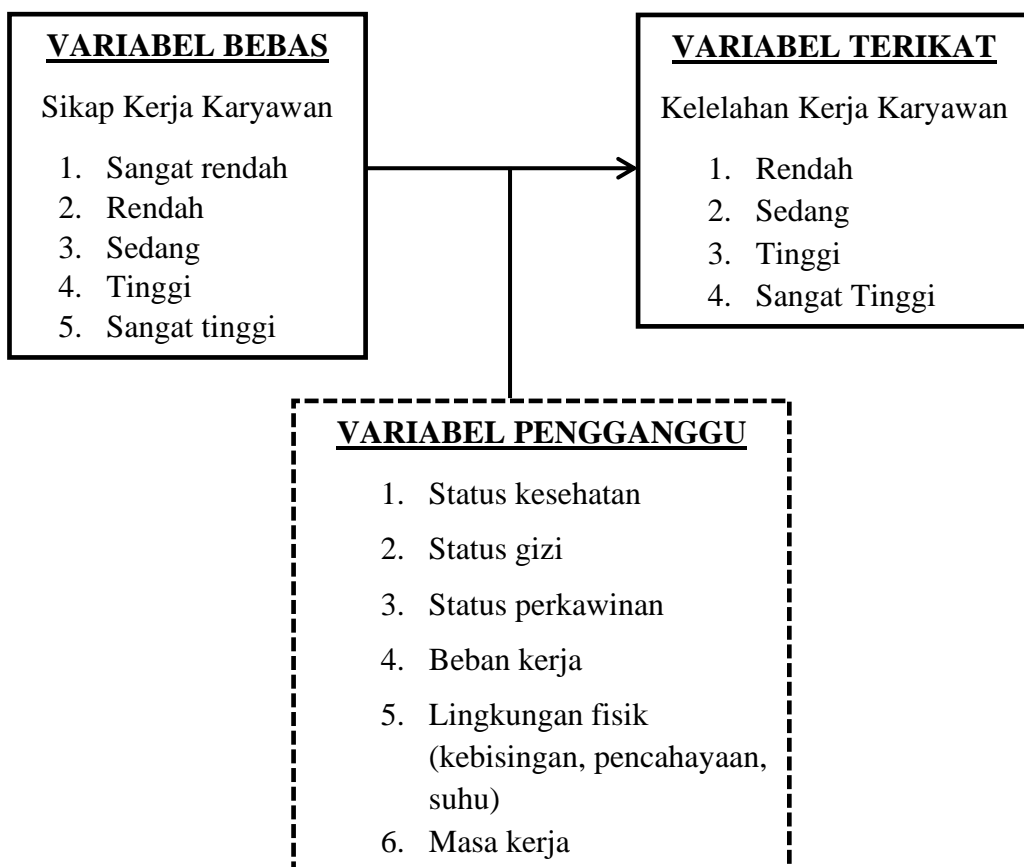 VARIABEL BEBAS
Sikap Kerja Karyawan
1. Sangat rendah
2. Rendah
3. Sedang
4. Tinggi
5. Sangat tinggi
VARIABEL TERIKAT
Kelelahan Kerja Karyawan
1. Rendah
2. Sedang
3. Tinggi
4. Sangat Tinggi
VARIABEL PENGGANGGU
1. Status kesehatan
2. Status gizi
3. Status perkawinan
4. Beban kerja
5. Lingkungan fisik
(kebisingan, pencahayaan,
suhu)
6. Masa kerja